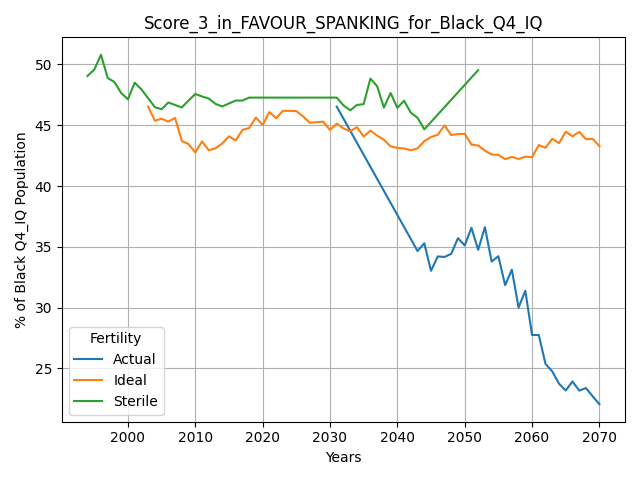 Score_3_in_FAVOUR_SPANKING_for_Black_Q4_IQ
% of Black Q4_IQ Population
50
45
40
35
30
25
Fertility
Actual
Ideal
Sterile
2000 2010 2020 2030 2040 2050 2060 2070
Years